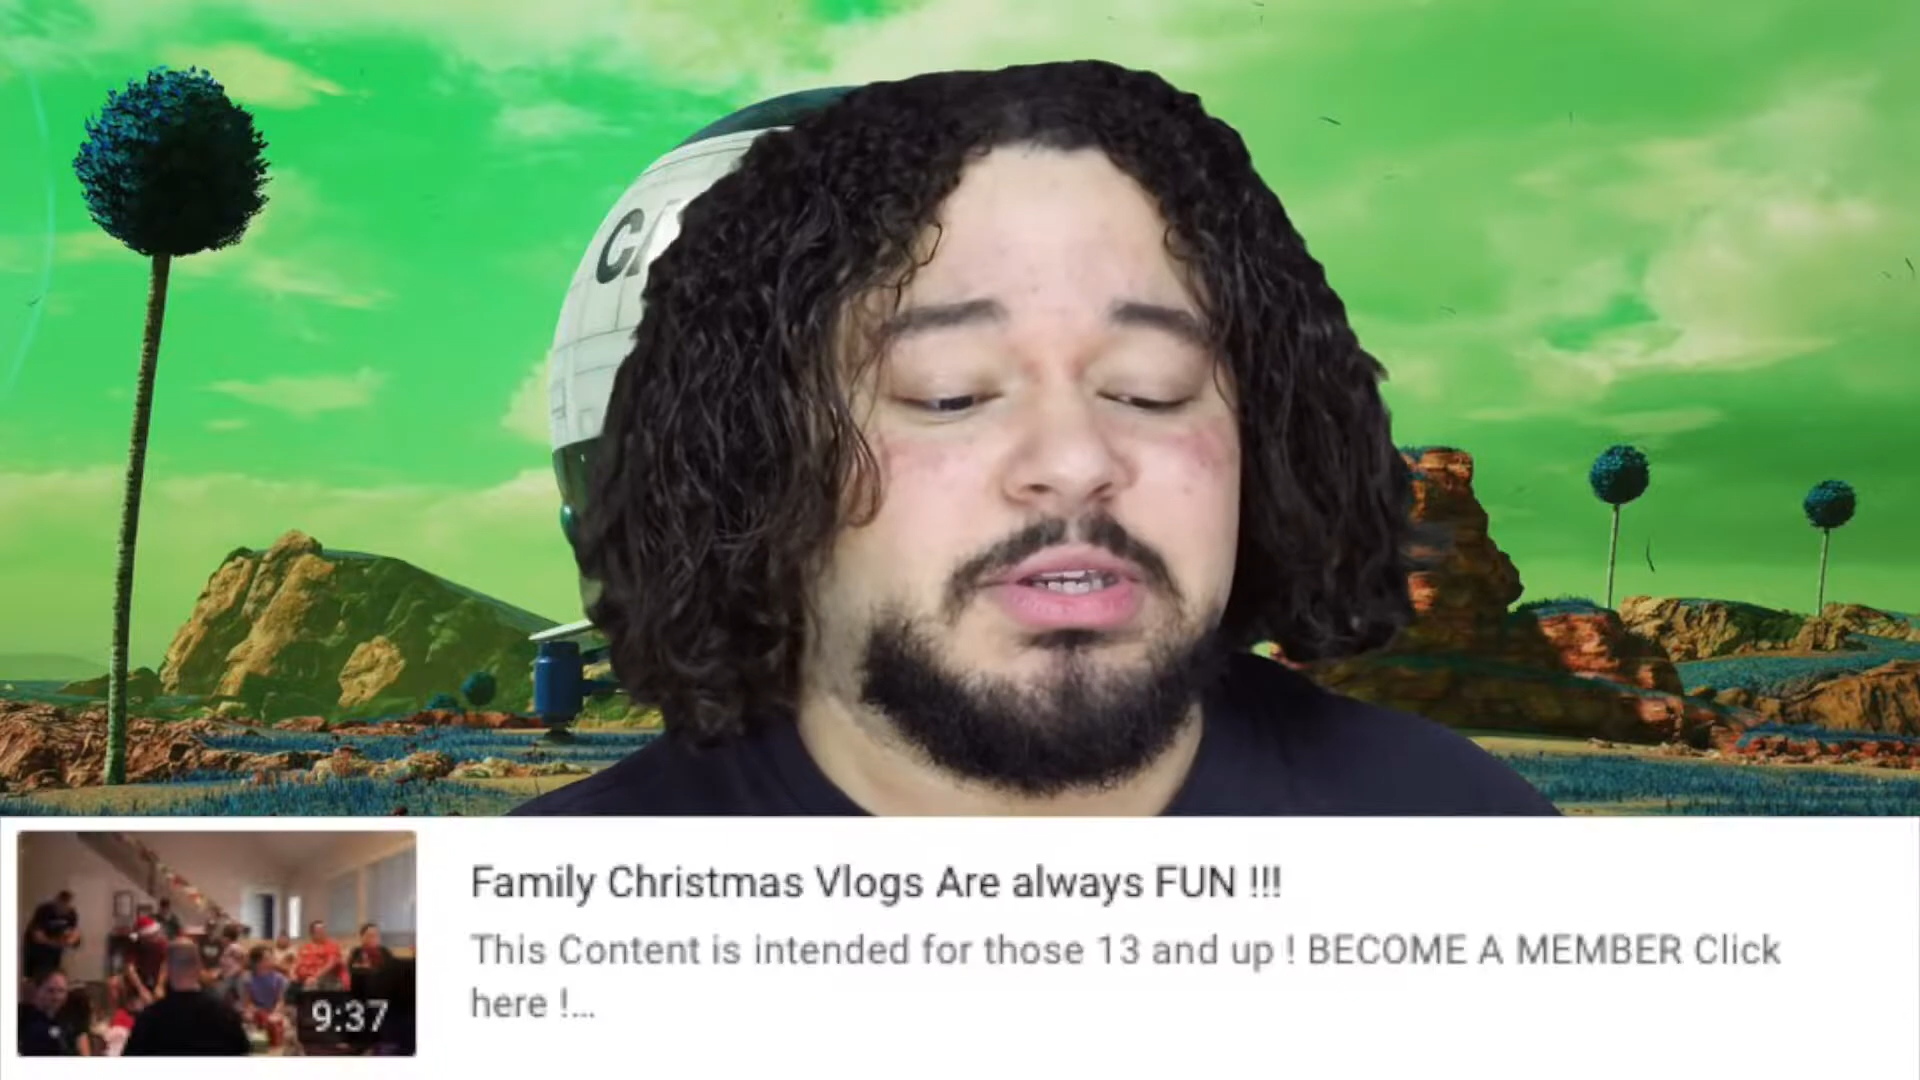 CA
Family Christmas Vlogs Are always FUN !!!
This Content is intended for those 13 and up ! BECOME A MEMBER Click
here !...
9:37